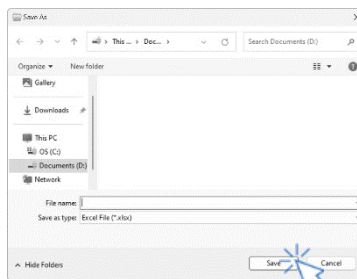 Save As
This ... › Doc... ›
Search Documents (D:)
Organize
New folder
Gallery
Downloads
This PC
OS (C:)
Documents (D:)
Network
File name:
Save as type: Excel File (*.xlsx)
Hide Folders
Save
Cancel